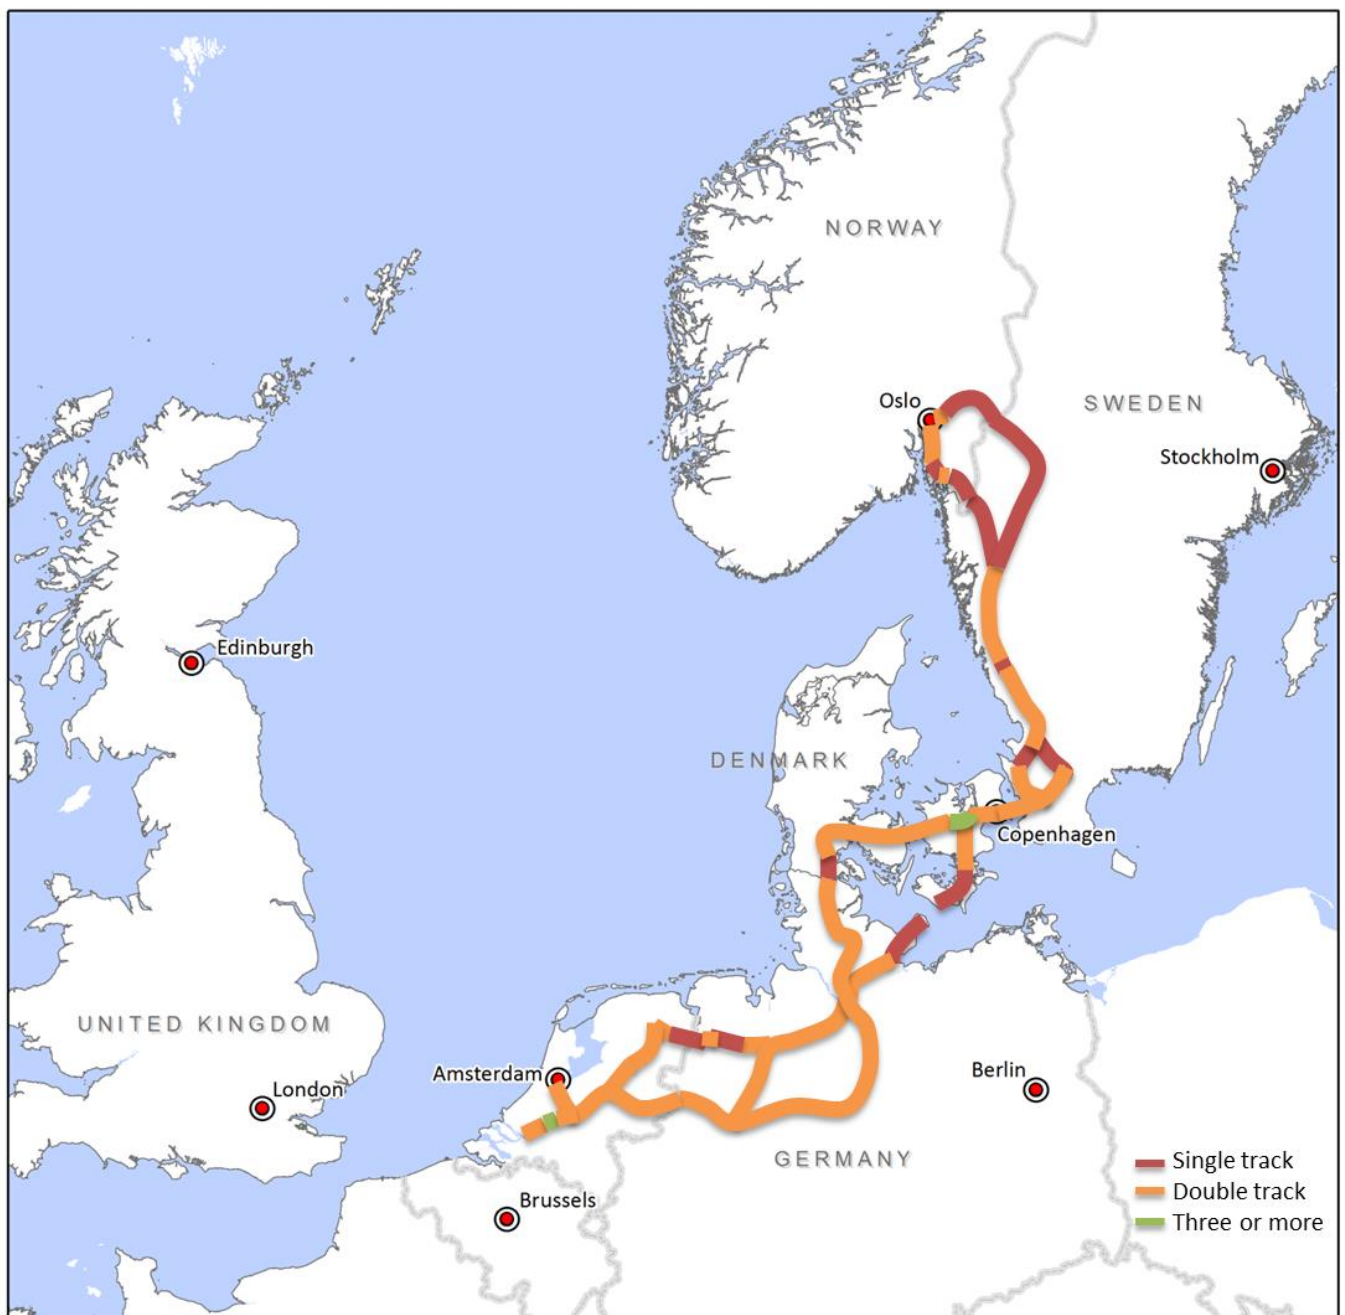 NORWAY
Oslo
SWEDEN
Stockholm
Edinburgh
DENMARK
Copenhagen
UNITED KINGDOM
Amsterdam
Berlin
London
GERMANY
Single track
Double track
Brussels
Three or more